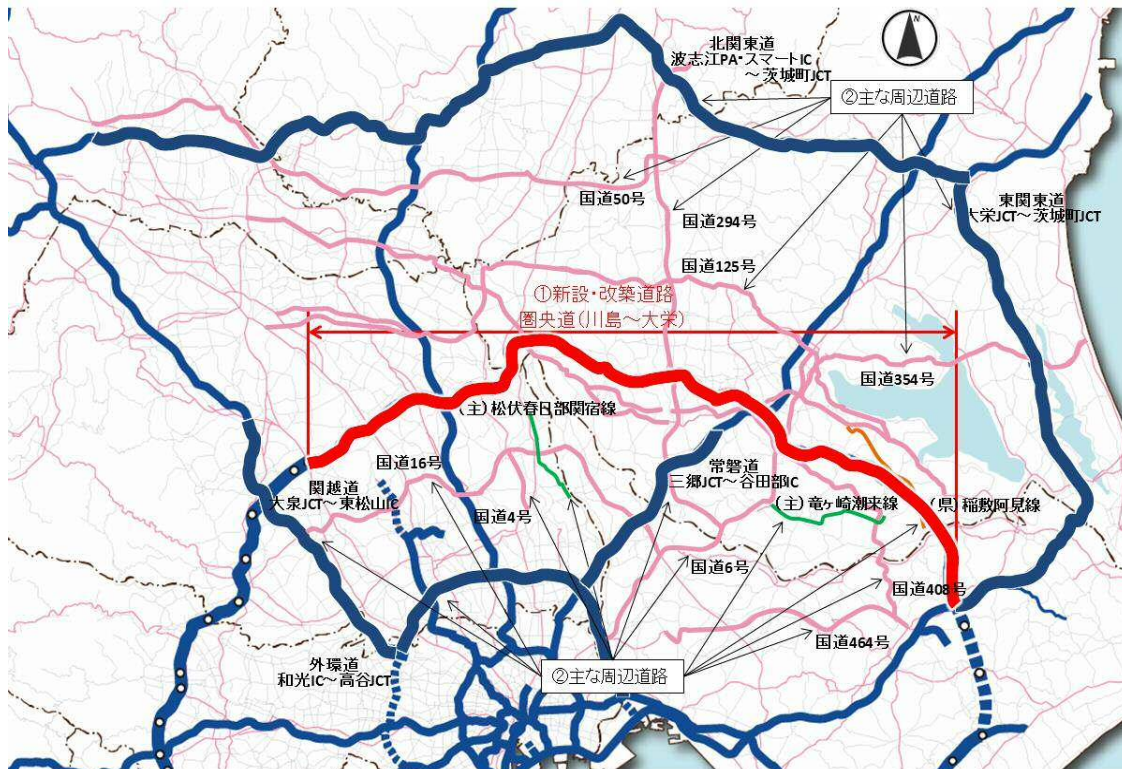 N
北関東道
波志江PA・スマートIC
～茨城町JCT
②主な周辺道路
国道50号
国道294号
東関東道
大栄JCT～茨城町JCT
国道125号
①新設・改築道路
圏央道(川島～大栄)
国道354号
(主)松伏春日部関宿線
国道16号
関越道
大泉JCT～東松山IC
国道4号
常磐道
三郷JCT～谷田部IC
(主)竜ヶ崎潮来線
(県)稲敷阿見線
国道6号
国道408号
国道464号
外環道
和光IC～高谷JCT
②主な周辺道路